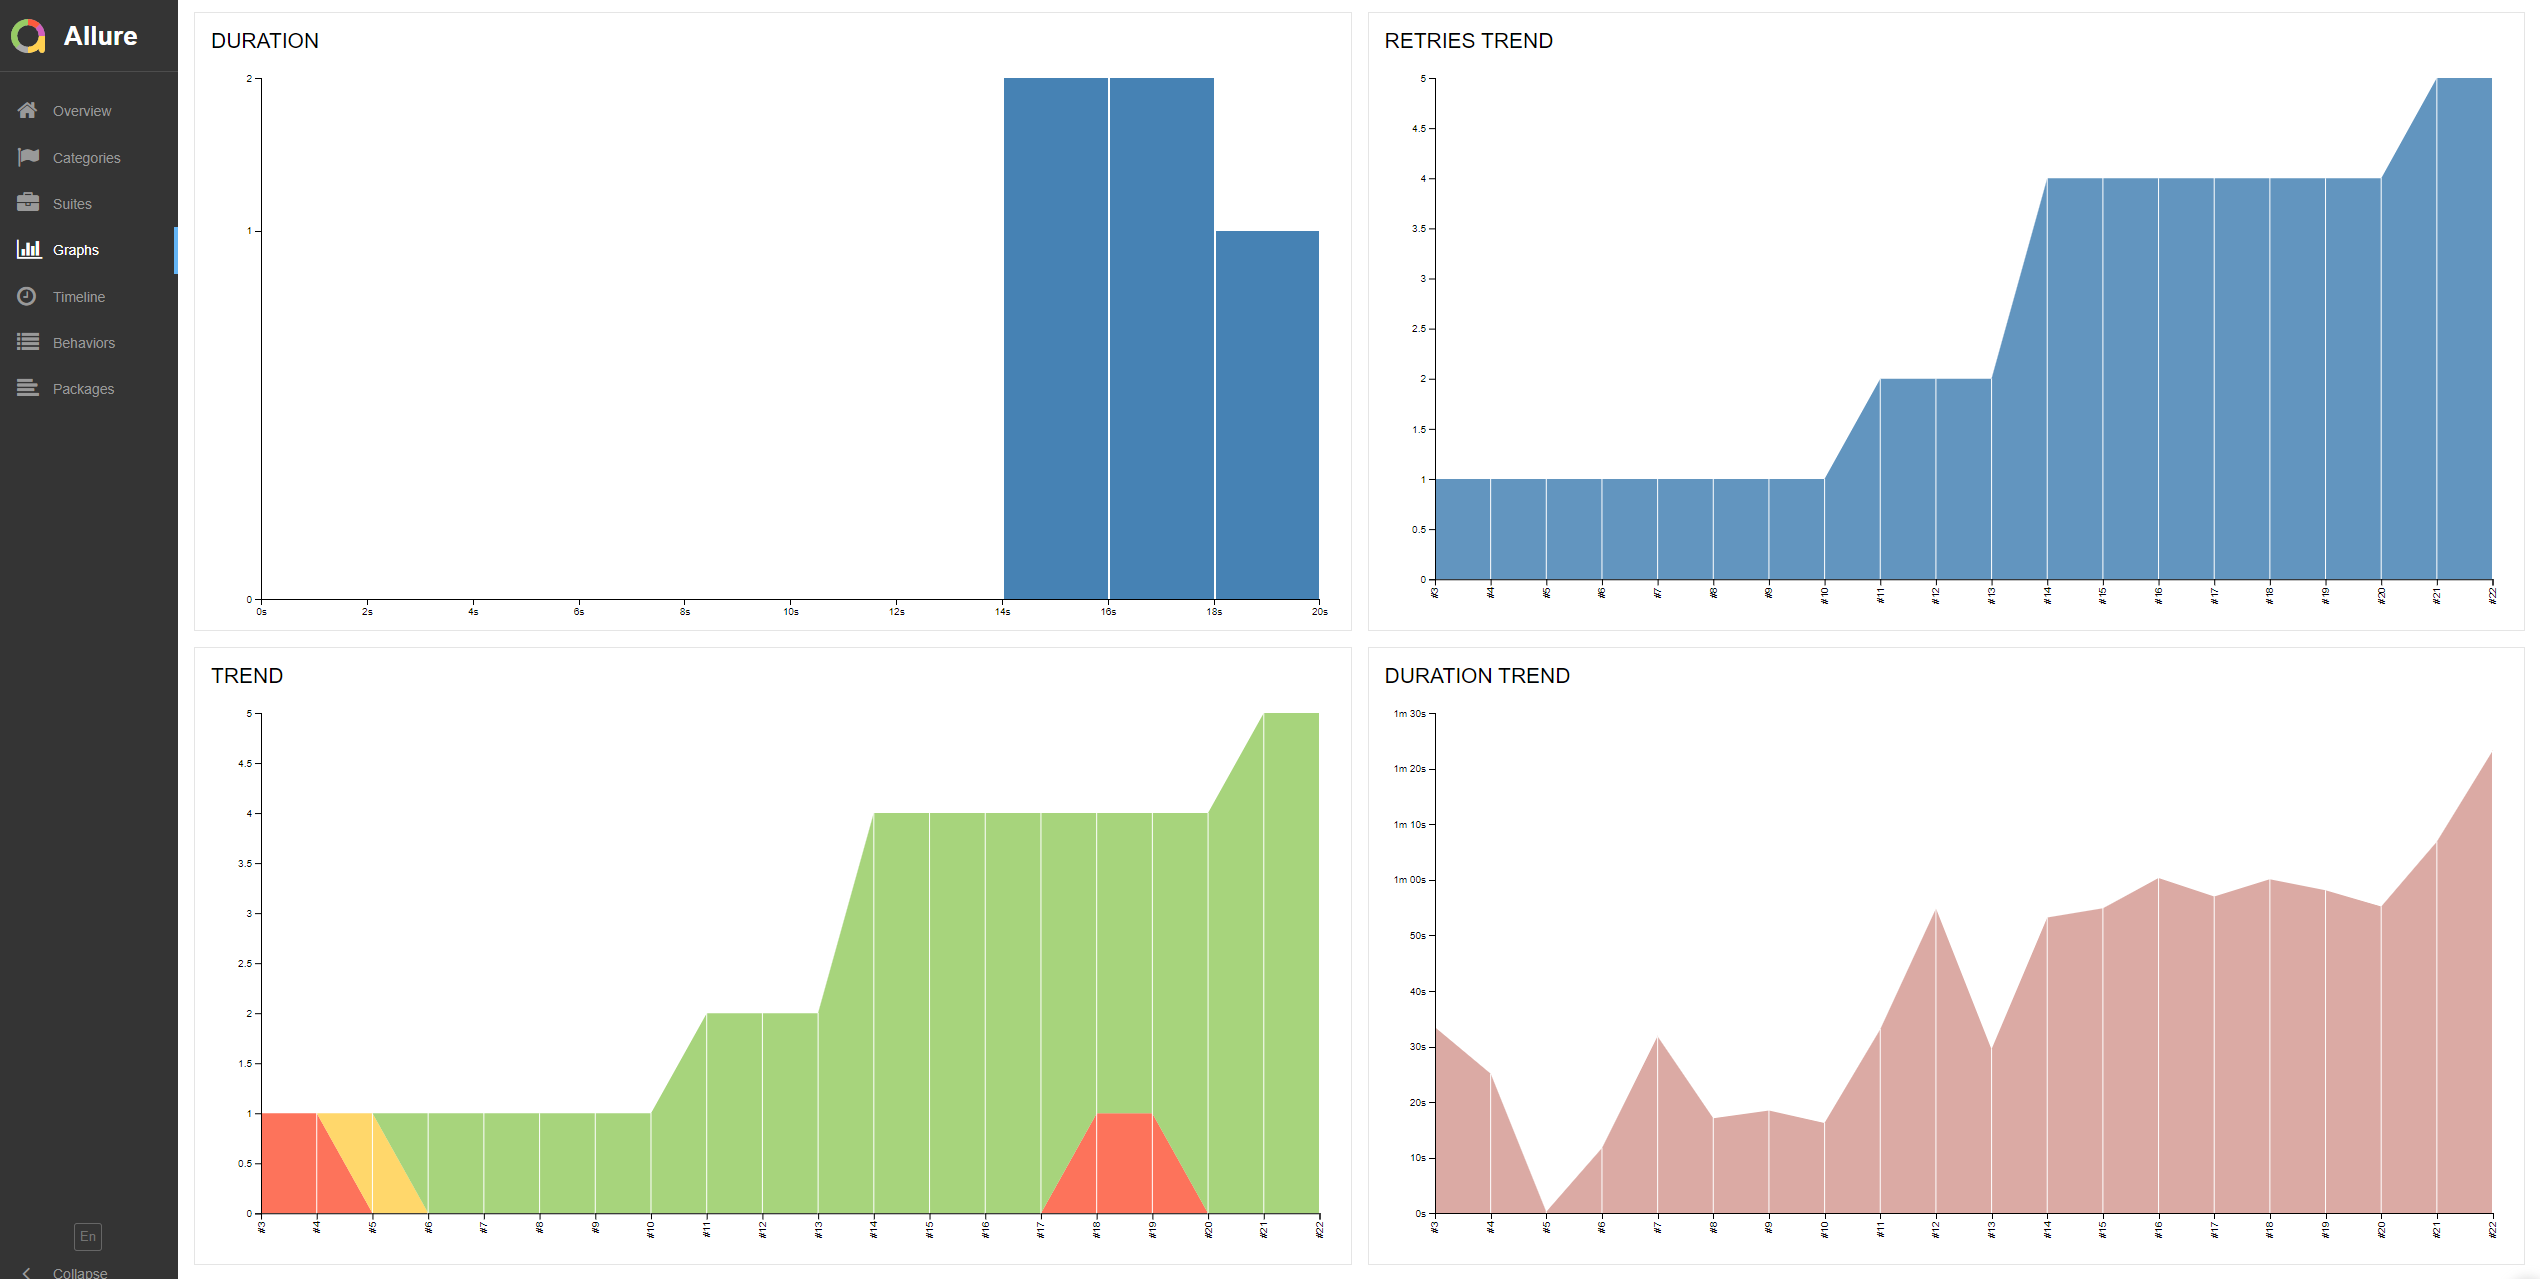 Allure
Overview
Categories
Suites
Graphs
Timeline
Behaviors
Packages
En
Collapse
DURATION
2
1
0
0s 2s 4s 6s 8s 10s 12s 14s 16s 18s 20s
RETRIES TREND
5
4.5
4
3.5
3
2.5
2
1.5
1
0.5
0
#3 #4 #5 #6 #7 #8 #9 #10 #11 #12 #13 #14 #15 #16 #17 #18 #19 #20 #21 #22
TREND
5
4.5
4
3.5
3
2.5
2
1.5
1
0.5
0
#3 #4 #5 #6 #7 #8 #9 #10 #11 #12 #13 #14 #15 #16 #17 #18 #19 #20 #21 #22
DURATION TREND
1m 30s
1m 20s
1m 10s
1m 00s
50s
40s
30s
20s
10s
0s
#3 #4 #5 #6 #7 #8 #9 #10 #11 #12 #13 #14 #15 #16 #17 #18 #19 #20 #21 #22